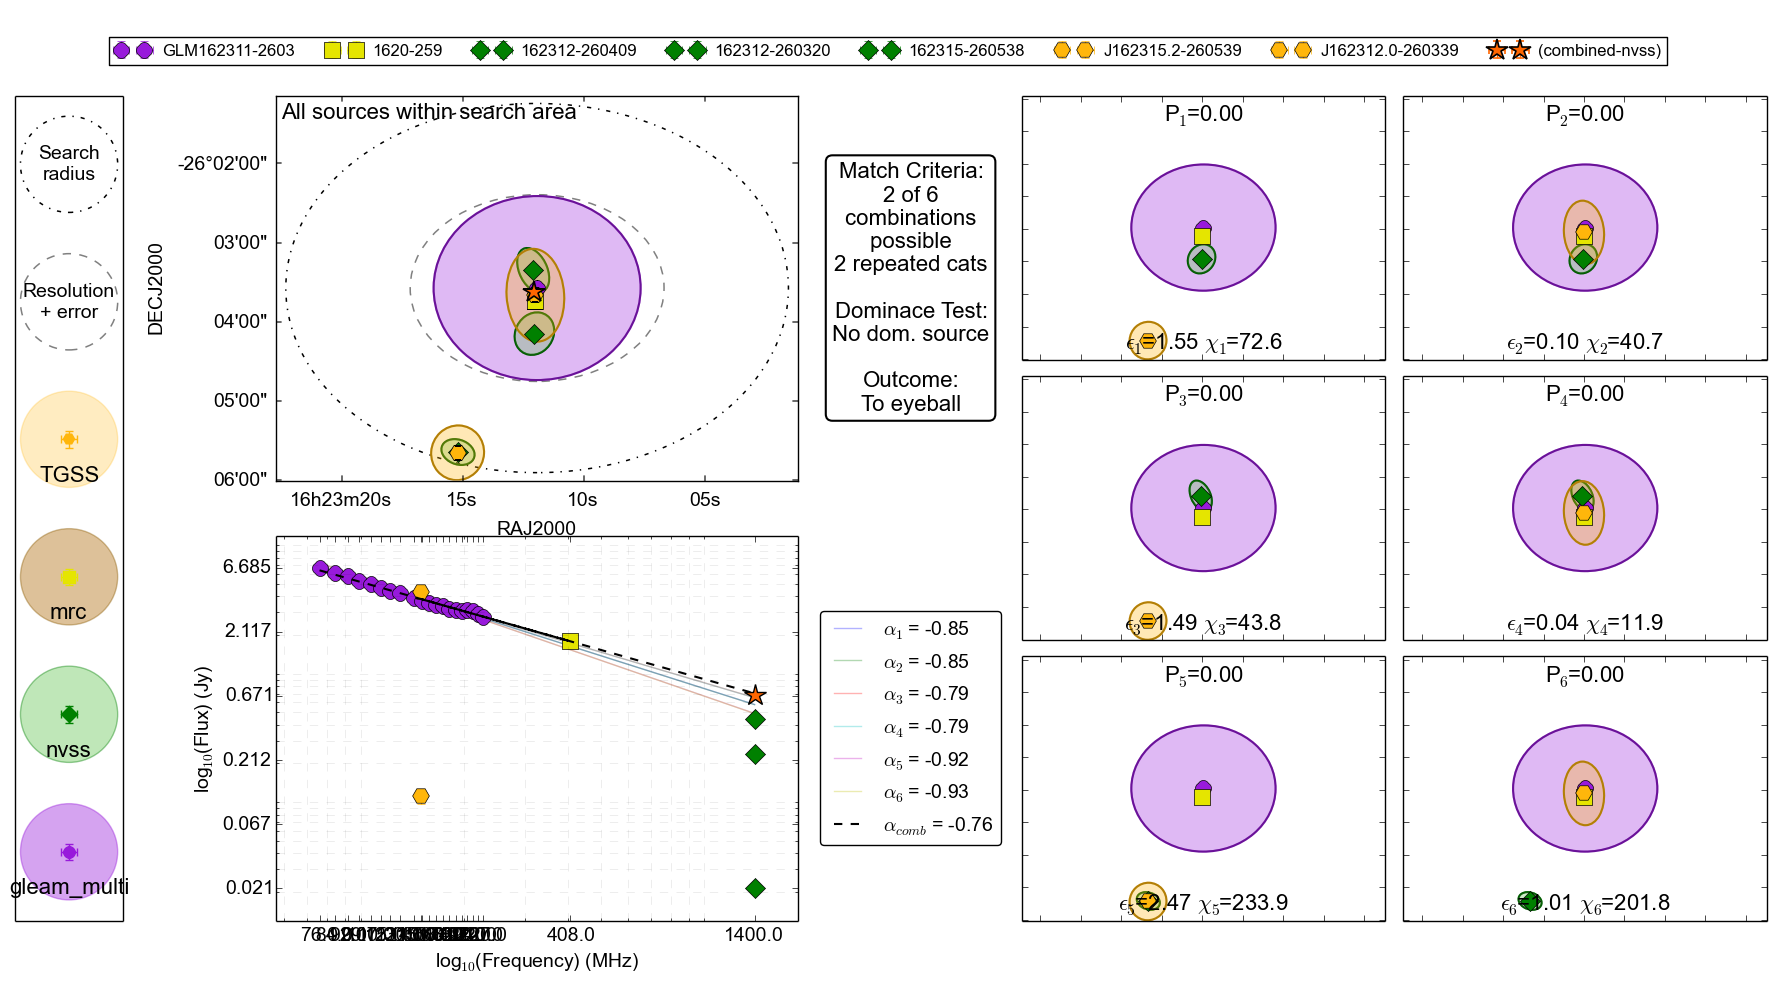 GLM162311-2603 1620-259 162312-260409 162312-260320 162315-260538 J162315.2-260539 J162312.0-260339 (combined-nvss)
Search
radius
Resolution
+ error
TGSS
mrc
nvss
gleam_multi
All sources within search area
DECJ2000
-26°02'00"
03'00"
04'00"
05'00"
06'00"
16h23m20s 15s 10s 05s
RAJ2000
log10(Flux) (Jy)
6.685
2.117
0.671
0.212
0.067
0.021
408.0 1400.0
log10(Frequency) (MHz)
Match Criteria:
2 of 6
combinations
possible
2 repeated cats
Dominace Test:
No dom. source
Outcome:
To eyeball
α1 = -0.85
α2 = -0.85
α3 = -0.79
α4 = -0.79
α5 = -0.92
α6 = -0.93
αcomb = -0.76
P1=0.00
ϵ1=1.55 χ1=72.6
P2=0.00
ϵ2=0.10 χ2=40.7
P3=0.00
ϵ3=1.49 χ3=43.8
P4=0.00
ϵ4=0.04 χ4=11.9
P5=0.00
ϵ5=2.47 χ5=233.9
P6=0.00
ϵ6=1.01 χ6=201.8